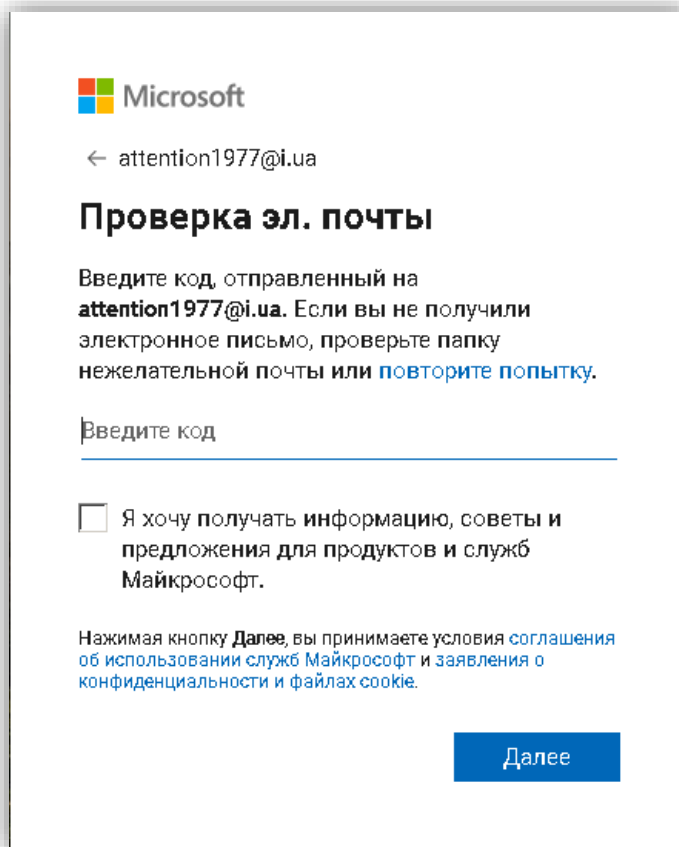 Microsoft
← attention1977@i.ua
Проверка эл. почты
Введите код, отправленный на
attention1977@i.ua. Если вы не получили
электронное письмо, проверьте папку
нежелательной почты или повторите попытку.
Введите код
Я хочу получать информацию, советы и
предложения для продуктов и служб
Майкрософт.
Нажимая кнопку Далее, вы принимаете условия соглашения
об использовании служб Майкрософт и заявления о
конфиденциальности и файлах cookie.
Далее